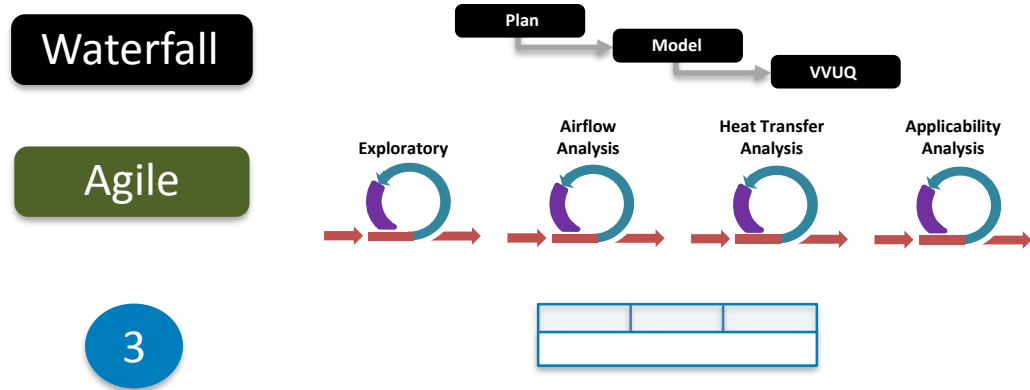 Waterfall
Plan
Model
VVUQ
Agile
Exploratory
Airflow
Analysis
Heat Transfer
Analysis
Applicability
Analysis
3